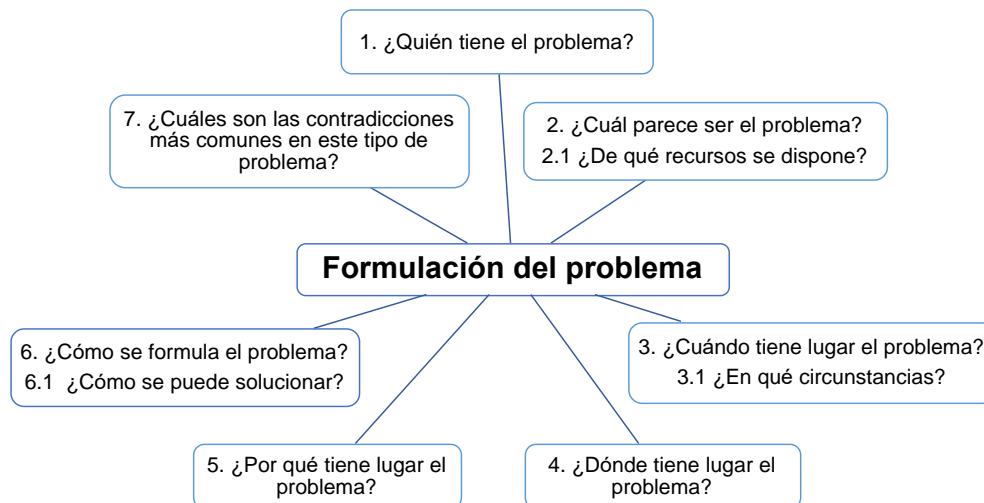 1. ¿Quién tiene el problema?
7. ¿Cuáles son las contradicciones
más comunes en este tipo de
problema?
2. ¿Cuál parece ser el problema?
2.1 ¿De qué recursos se dispone?
Formulación del problema
6. ¿Cómo se formula el problema?
6.1 ¿Cómo se puede solucionar?
3. ¿Cuándo tiene lugar el problema?
3.1 ¿En qué circunstancias?
5. ¿Por qué tiene lugar el
problema?
4. ¿Dónde tiene lugar el
problema?